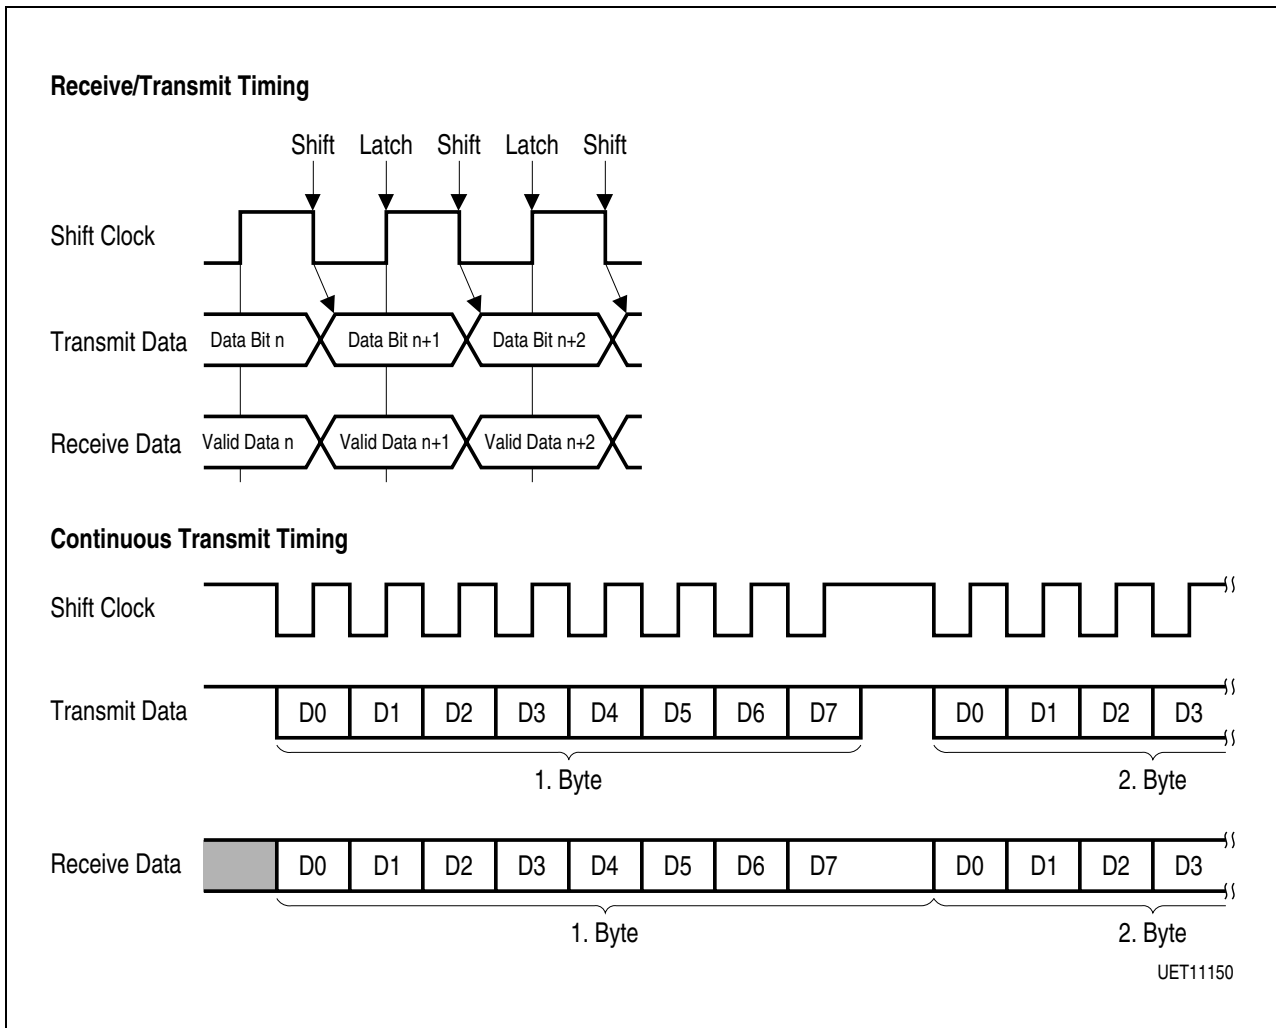 Receive/Transmit Timing
Shift Latch Shift Latch Shift
Shift Clock
Transmit Data Data Bit n Data Bit n+1 Data Bit n+2
Receive Data Valid Data n Valid Data n+1 Valid Data n+2
Continuous Transmit Timing
Shift Clock
Transmit Data D0 D1 D2 D3 D4 D5 D6 D7 D0 D1 D2 D3
1. Byte 2. Byte
Receive Data D0 D1 D2 D3 D4 D5 D6 D7 D0 D1 D2 D3
1. Byte 2. Byte
UET11150